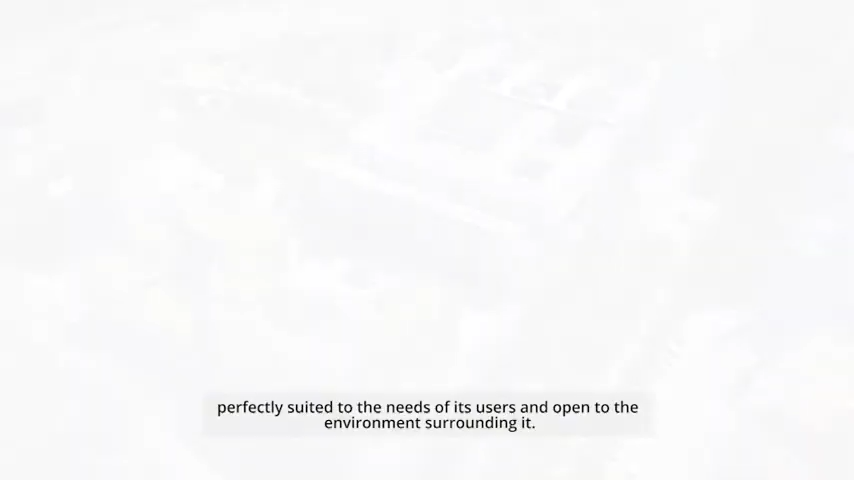 perfectly suited to the needs of its users and open to the
environment surrounding it.